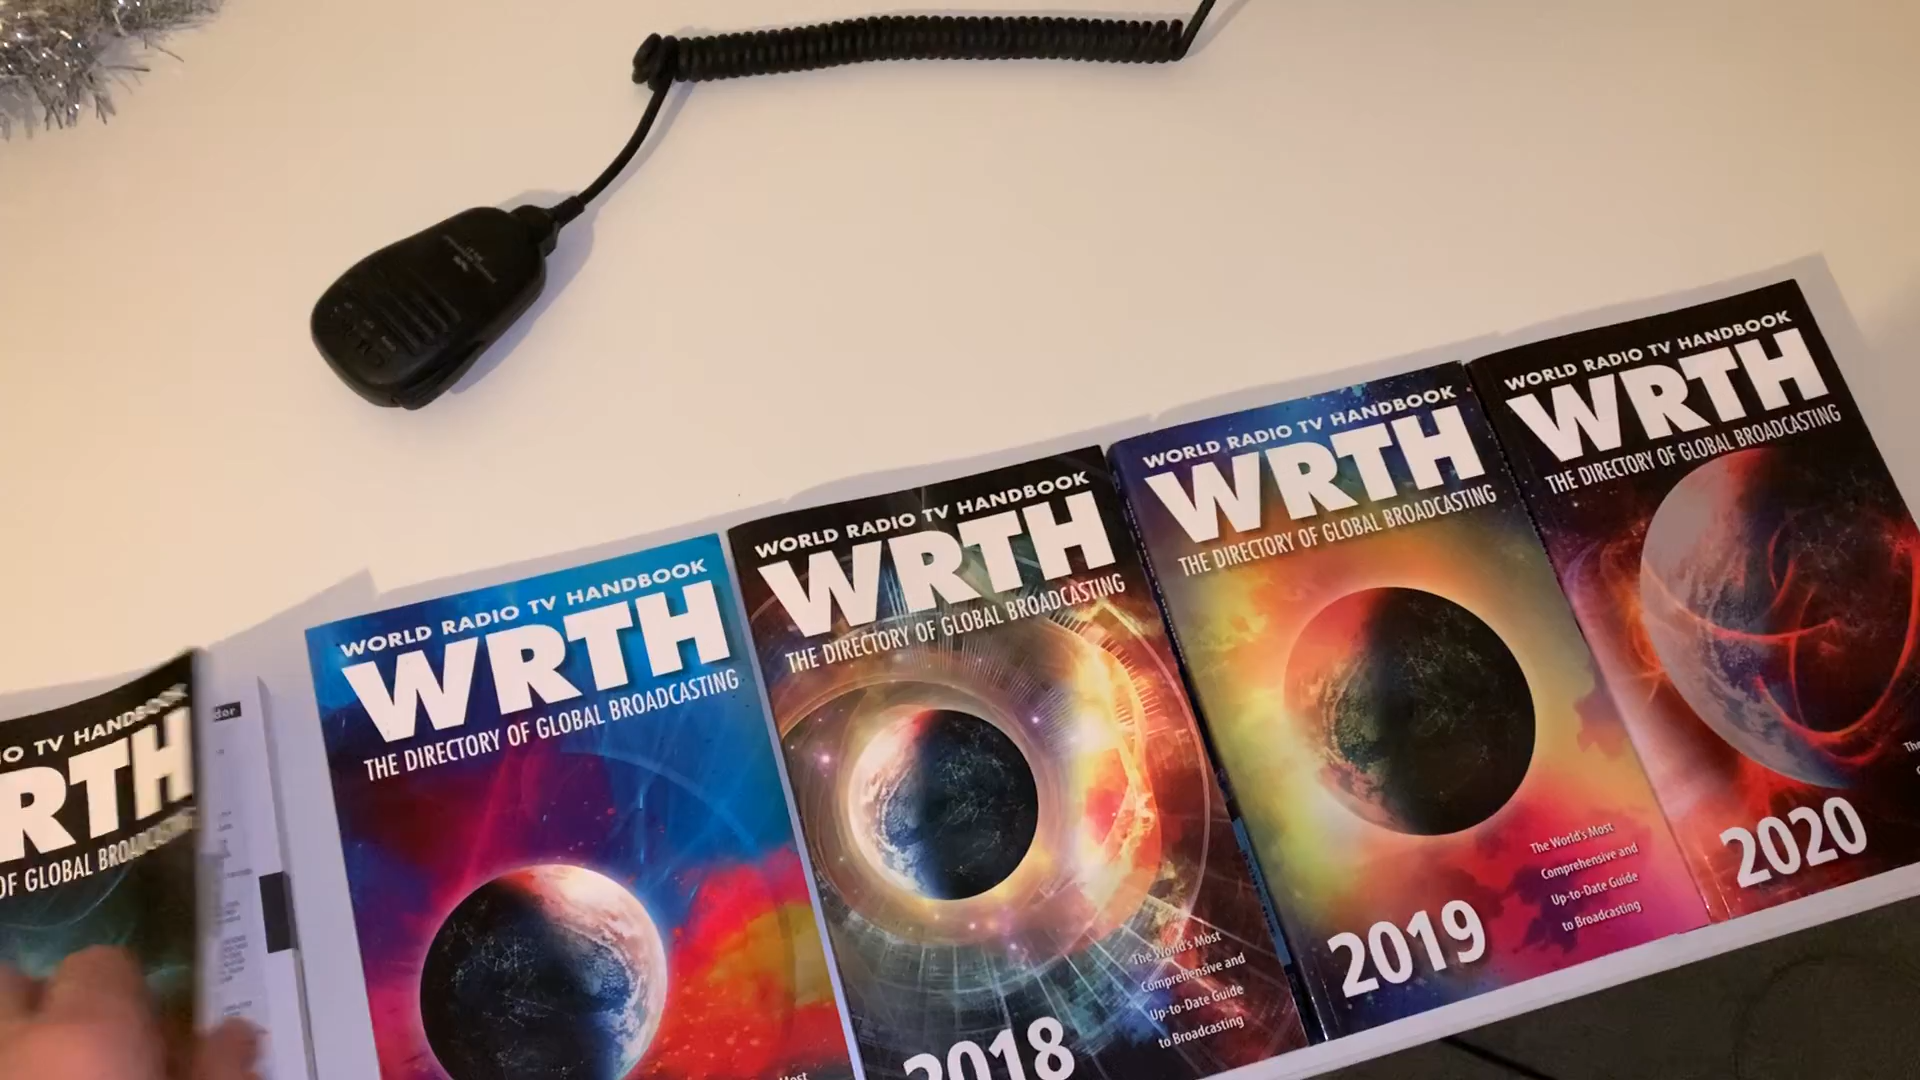 WORLD RADIO TV HANDBOOK
WRTH
THE DIRECTORY OF GLOBAL BROADCASTING
2020
WORLD RADIO TV HANDBOOK
WRTH
THE DIRECTORY OF GLOBAL BROADCASTING
The World's Most
Comprehensive and
Up-to-Date Guide
to Broadcasting
2019
WORLD RADIO TV HANDBOOK
WRTH
THE DIRECTORY OF GLOBAL BROADCASTING
The World's Most
Comprehensive and
Up-to-Date Guide
to Broadcasting
2018
WORLD RADIO TV HANDBOOK
WRTH
THE DIRECTORY OF GLOBAL BROADCASTING
Most
TV HANDBOOK
RTH
OF GLOBAL BROADCASTING